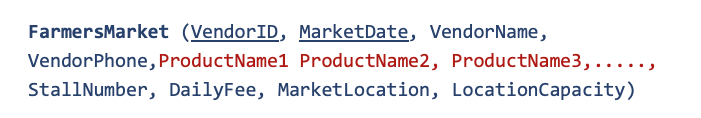 FarmersMarket (VendorID, MarketDate, VendorName,
VendorPhone,ProductName1 ProductName2, ProductName3,.....,
StallNumber, DailyFee, MarketLocation, LocationCapacity)